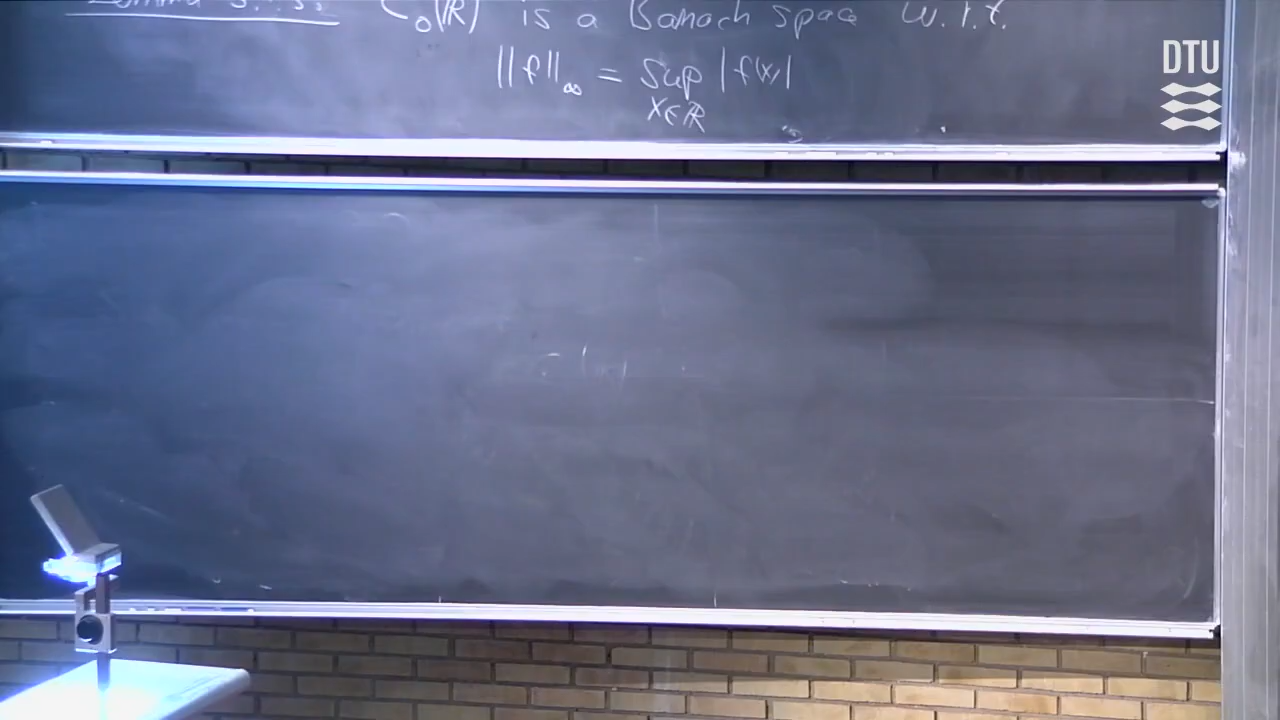 C₀(ℝ) is a Banach space w.r.t.
||f||∞ = sup |f(x)|
x∈ℝ
DTU